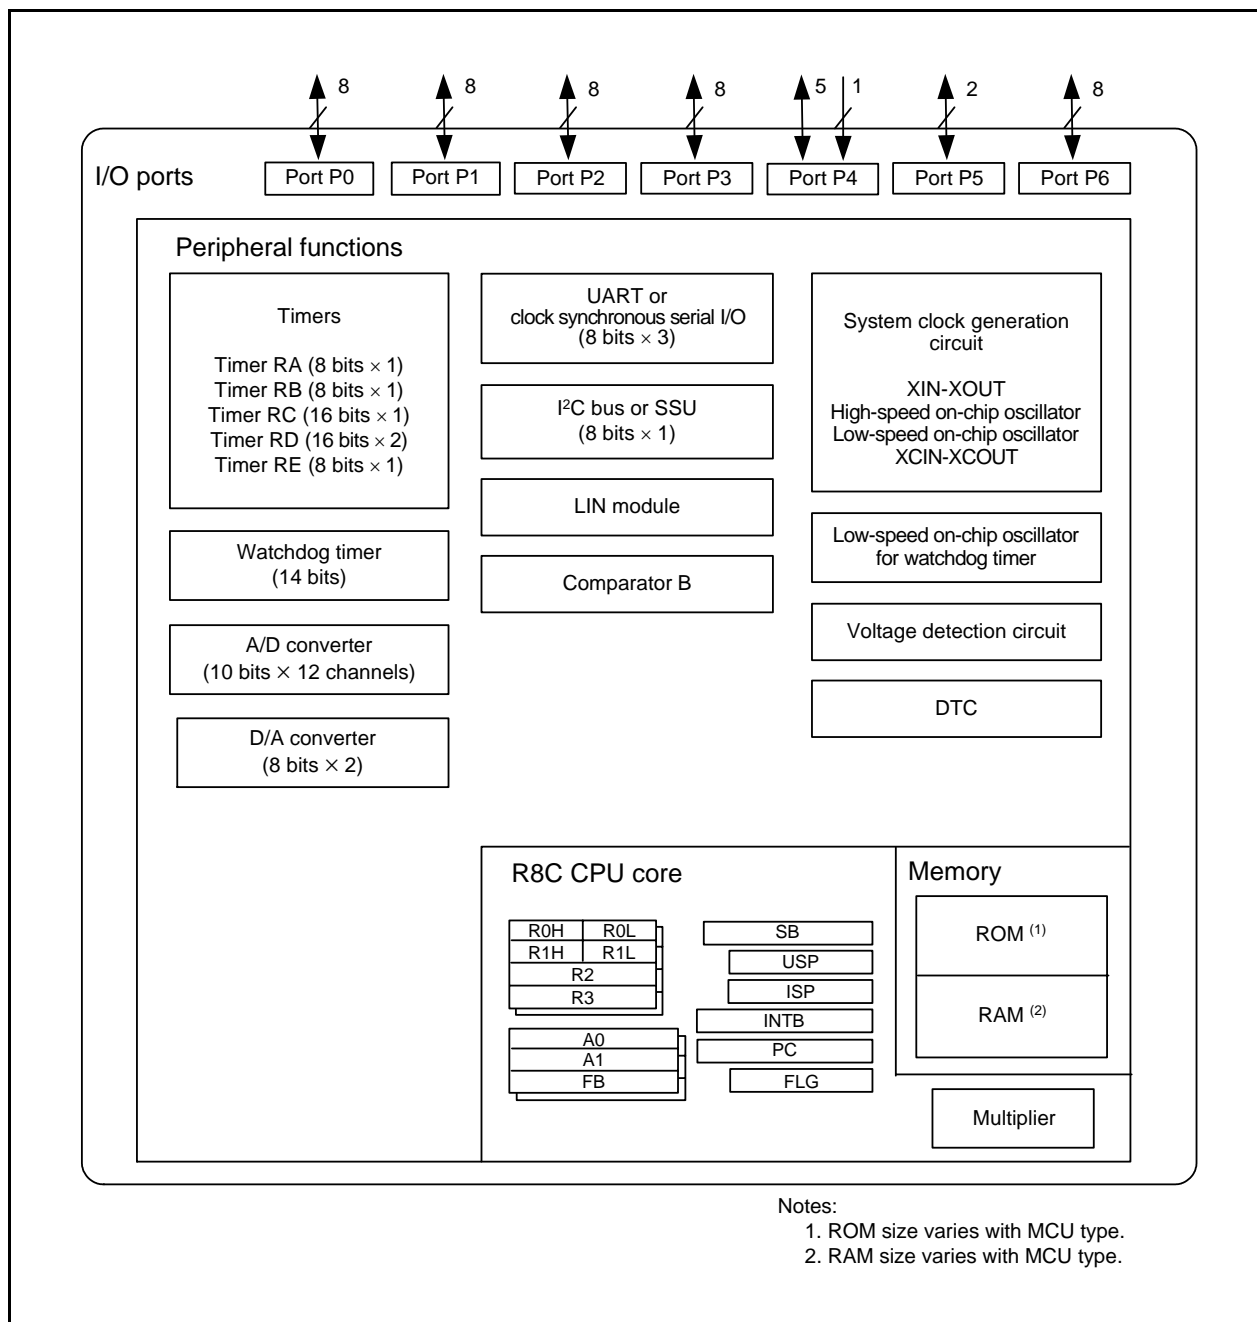 8
8
8
8
5
1
2
8
I/O ports
Port P0
Port P1
Port P2
Port P3
Port P4
Port P5
Port P6
Peripheral functions
Timers
Timer RA (8 bits × 1)
Timer RB (8 bits × 1)
Timer RC (16 bits × 1)
Timer RD (16 bits × 2)
Timer RE (8 bits × 1)
Watchdog timer
(14 bits)
A/D converter
(10 bits × 12 channels)
D/A converter
(8 bits × 2)
UART or
clock synchronous serial I/O
(8 bits × 3)
I²C bus or SSU
(8 bits × 1)
LIN module
Comparator B
System clock generation
circuit
XIN-XOUT
High-speed on-chip oscillator
Low-speed on-chip oscillator
XCIN-XCOUT
Low-speed on-chip oscillator
for watchdog timer
Voltage detection circuit
DTC
R8C CPU core
R0H
R0L
R1H
R1L
R2
R3
A0
A1
FB
SB
USP
ISP
INTB
PC
FLG
Memory
ROM (1)
RAM (2)
Multiplier
Notes:
1. ROM size varies with MCU type.
2. RAM size varies with MCU type.